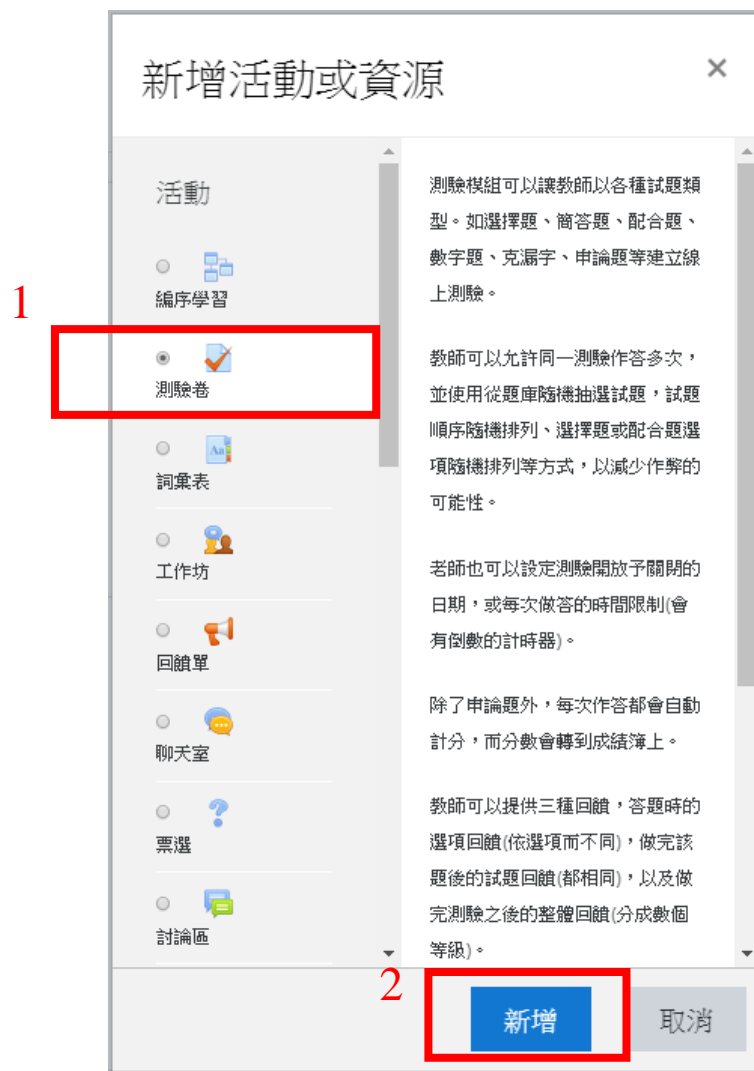 新增活動或資源
×
活動
編序學習
1
測驗卷
詞彙表
工作坊
回饋單
聊天室
票選
討論區
測驗模組可以讓教師以各種試題類
型。如選擇題、簡答題、配合題、
數字題、克漏字、申論題等建立線
上測驗。
教師可以允許同一測驗作答多次，
並使用從題庫隨機抽選試題，試題
順序隨機排列、選擇題或配合題選
項隨機排列等方式，以減少作弊的
可能性。
老師也可以設定測驗開放予關閉的
日期，或每次做答的時間限制(會
有倒數的計時器)。
除了申論題外，每次作答都會自動
計分，而分數會轉到成績簿上。
教師可以提供三種回饋，答題時的
選項回饋(依選項而不同)，做完該
題後的試題回饋(都相同)，以及做
完測驗之後的整體回饋(分成數個
等級)。
2
新增
取消